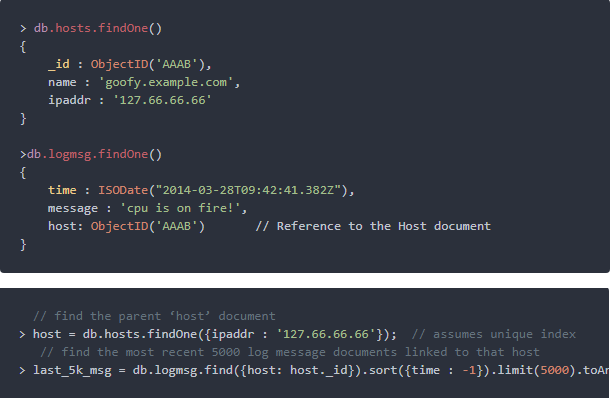 > db.hosts.findOne()
{
    _id : ObjectID('AAAB'),
    name : 'goofy.example.com',
    ipaddr : '127.66.66.66'
}
>db.logmsg.findOne()
{
    time : ISODate("2014-03-28T09:42:41.382Z"),
    message : 'cpu is on fire!',
    host: ObjectID('AAAB')       // Reference to the Host document
}
// find the parent ‘host’ document
> host = db.hosts.findOne({ipaddr : '127.66.66.66'});  // assumes unique index
// find the most recent 5000 log message documents linked to that host
> last_5k_msg = db.logmsg.find({host: host._id}).sort({time : -1}).limit(5000).toAr